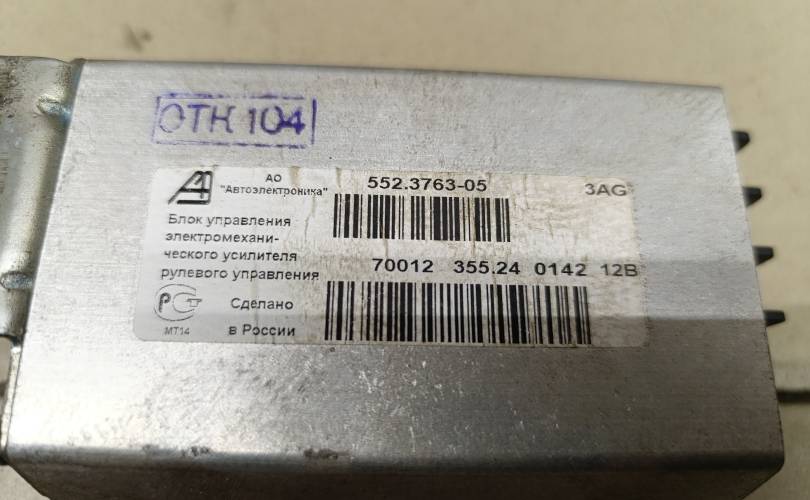 ОТК 104
АО
"Автоэлектроника"
552.3763-05
3AG
Блок управления
электромехани-
ческого усилителя
рулевого управления
70012 355.24 0142 12В
РСТ
Сделано
в России
МТ14